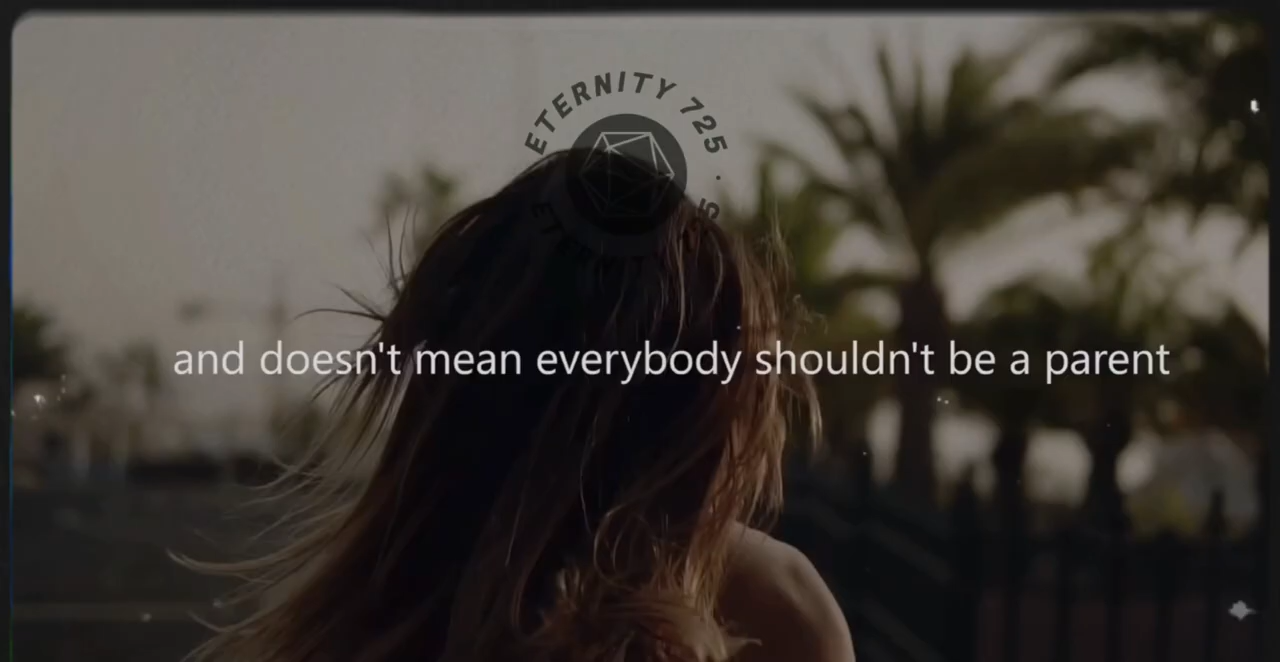 ETERNITY 725 ·
and doesn't mean everybody shouldn't be a parent